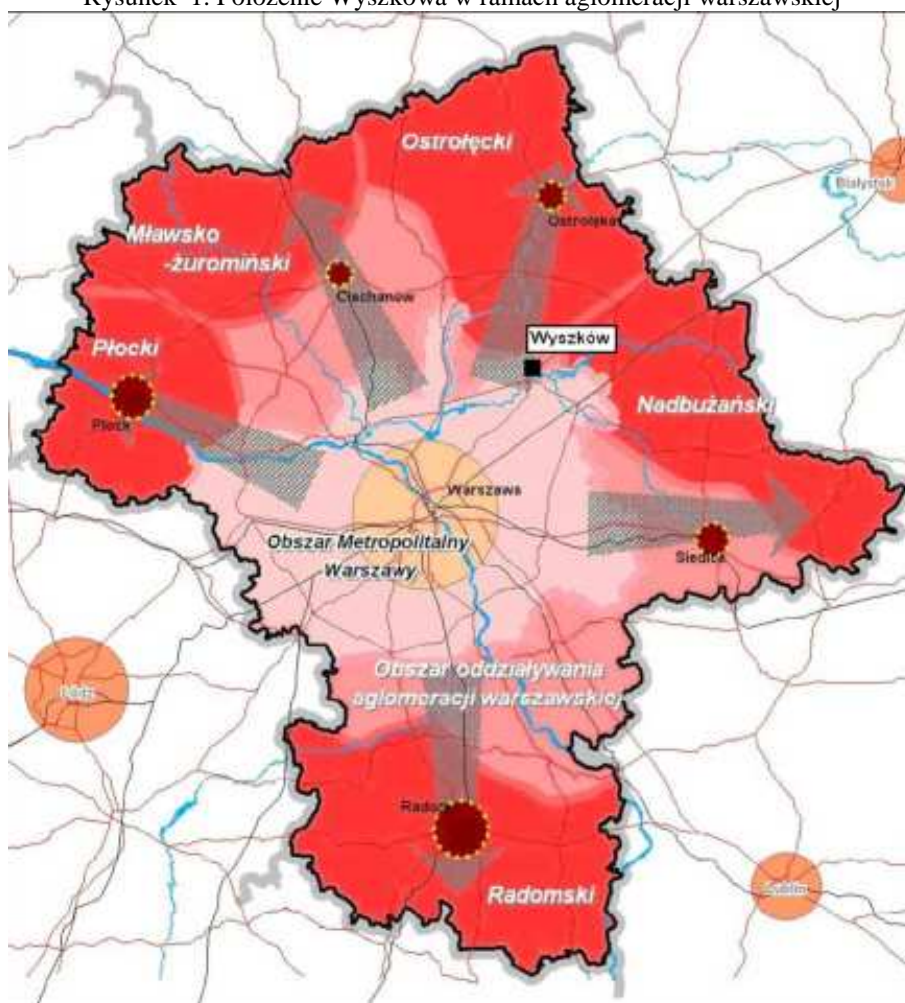 Rysunek 1. Położenie Wyszkowa w ramach aglomeracji warszawskiej
Ostrołęcki
Białystok
Ostrołęka
Mławsko
-żuromiński
Ciechanów
Wyszków
Płocki
Płock
Nadbużański
Warszawa
Obszar Metropolitalny
Warszawy
Siedlce
Obszar oddziaływania
aglomeracji warszawskiej
Łódź
Radom
Lublin
Radomski